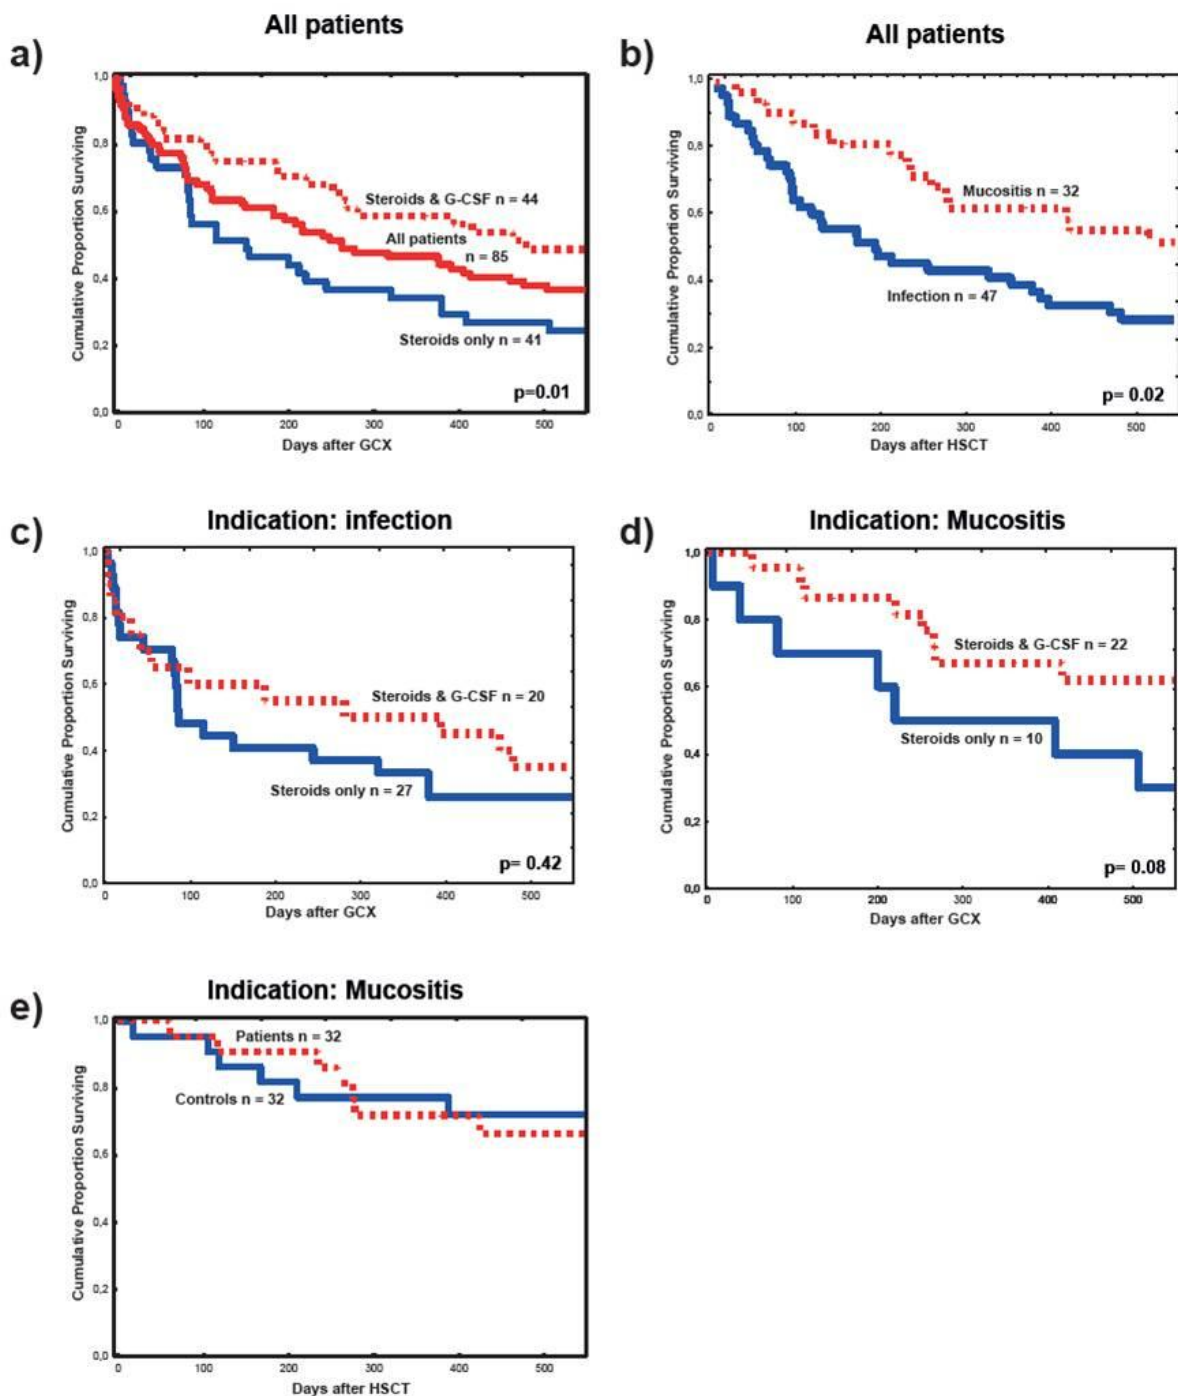 All patients
a)
Cumulative Proportion Surviving
1,0
0,8
0,6
0,4
0,2
0,0
Steroids & G-CSF n = 44
All patients
n = 85
Steroids only n = 41
p=0.01
0 100 200 300 400 500
Days after GCX
All patients
b)
Cumulative Proportion Surviving
1,0
0,8
0,6
0,4
0,2
0,0
Mucositis n = 32
Infection n = 47
p= 0.02
0 100 200 300 400 500
Days after HSCT
Indication: infection
c)
Cumulative Proportion Surviving
1,0
0,8
0,6
0,4
0,2
0,0
Steroids & G-CSF n = 20
Steroids only n = 27
p= 0.42
0 100 200 300 400 500
Days after GCX
Indication: Mucositis
d)
Cumulative Proportion Surviving
1,0
0,8
0,6
0,4
0,2
0,0
Steroids & G-CSF n = 22
Steroids only n = 10
p= 0.08
0 100 200 300 400 500
Days after GCX
Indication: Mucositis
e)
Cumulative Proportion Surviving
1,0
0,8
0,6
0,4
0,2
0,0
Patients n = 32
Controls n = 32
0 100 200 300 400 500
Days after HSCT